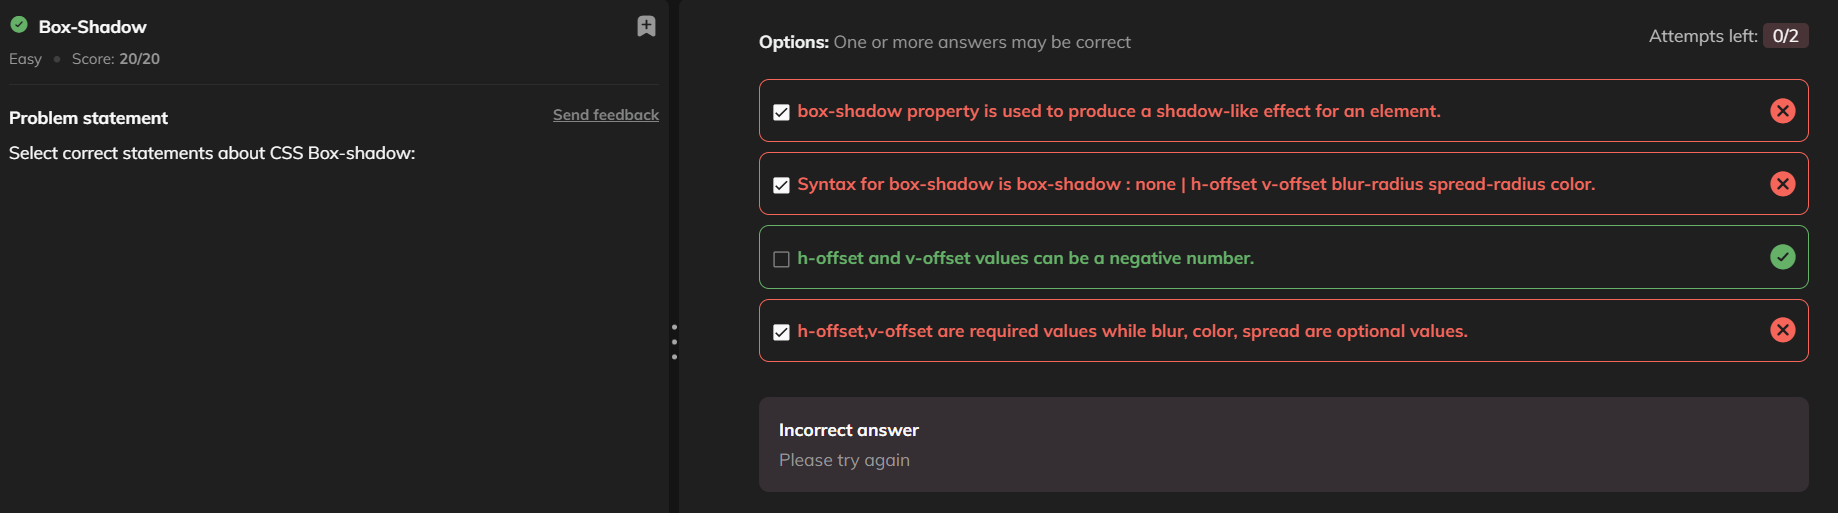 Box-Shadow
Easy • Score: 20/20
Problem statement
Send feedback
Select correct statements about CSS Box-shadow:
Options: One or more answers may be correct
Attempts left: 0/2
box-shadow property is used to produce a shadow-like effect for an element.
Syntax for box-shadow is box-shadow : none | h-offset v-offset blur-radius spread-radius color.
h-offset and v-offset values can be a negative number.
h-offset,v-offset are required values while blur, color, spread are optional values.
Incorrect answer
Please try again